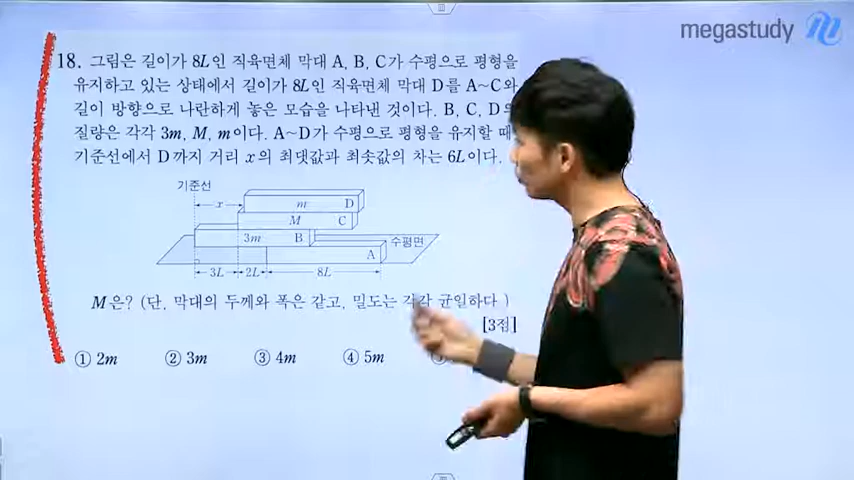 megastudy
18. 그림은 길이가 8L인 직육면체 막대 A, B, C가 수평으로 평형을
유지하고 있는 상태에서 길이가 8L인 직육면체 막대 D를 A~C와
길이 방향으로 나란하게 놓은 모습을 나타낸 것이다. B, C, D의
질량은 각각 3m, M, m이다. A~D가 수평으로 평형을 유지할 때
기준선에서 D까지 거리 x의 최댓값과 최솟값의 차는 6L이다.
기준선
x
m D
M C
3m B
수평면
A
3L 2L 8L
M은? (단, 막대의 두께와 폭은 같고, 밀도는 각각 균일하다.)
[3점]
① 2m ② 3m ③ 4m ④ 5m